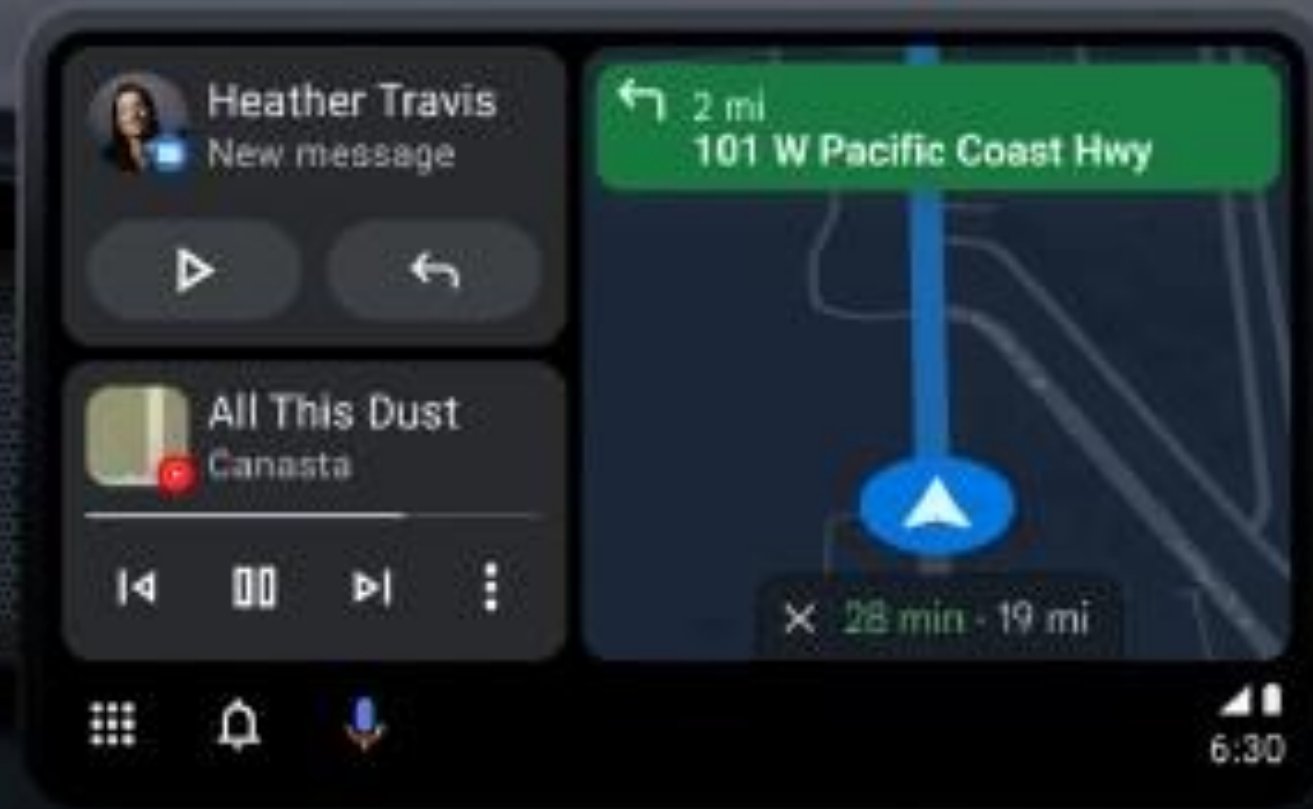 Heather Travis
New message
All This Dust
Canasta
2 mi
101 W Pacific Coast Hwy
28 min · 19 mi
6:30